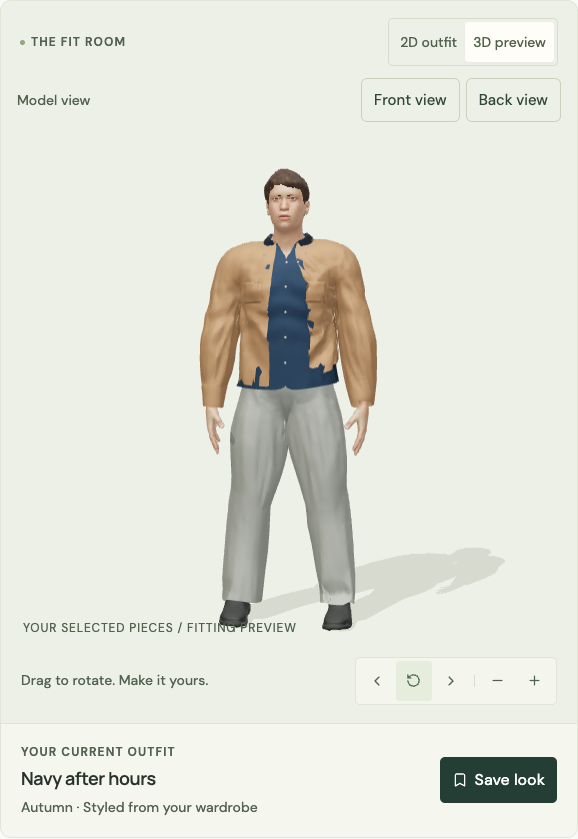 THE FIT ROOM
2D outfit
3D preview
Model view
Front view
Back view
YOUR SELECTED PIECES / FITTING PREVIEW
Drag to rotate. Make it yours.
YOUR CURRENT OUTFIT
Navy after hours
Autumn · Styled from your wardrobe
Save look